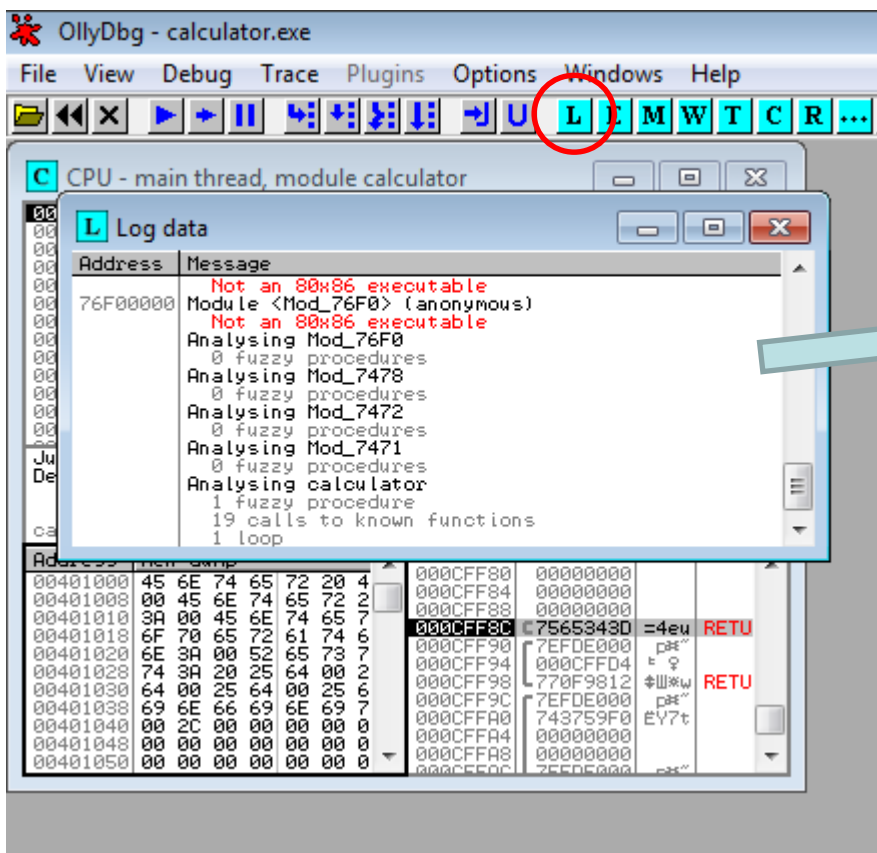 OllyDbg - calculator.exe
File View Debug Trace Plugins Options Windows Help
L E M W T C R ...
C CPU - main thread, module calculator
L Log data
Address Message
Not an 80x86 executable
76F00000 Module <Mod_76F0> (anonymous)
Not an 80x86 executable
Analysing Mod_76F0
0 fuzzy procedures
Analysing Mod_7478
0 fuzzy procedures
Analysing Mod_7472
0 fuzzy procedures
Analysing Mod_7471
0 fuzzy procedures
Analysing calculator
1 fuzzy procedure
19 calls to known functions
1 loop
Ju
De
ca
00401000 45 6E 74 65 72 20 4
00401008 00 45 6E 74 65 72 2
00401010 3A 00 45 6E 74 65 7
00401018 6F 70 65 72 61 74 6
00401020 6E 3A 00 52 65 73 7
00401028 74 3A 20 25 64 00 2
00401030 64 00 25 64 00 25 6
00401038 69 6E 66 69 6E 69 7
00401040 00 2C 00 00 00 00 0
00401048 00 00 00 00 00 00 0
00401050 00 00 00 00 00 00 0
000CFF80 00000000
000CFF84 00000000
000CFF88 00000000
000CFF8C 7565343D =4eu RETU
000CFF90 7EFDE000
000CFF94 000CFFD4
000CFF98 770F9812 RETU
000CFF9C 7EFDE000
000CFFA0 743759F0 ËY7t
000CFFA4 00000000
000CFFA8 00000000
000CFFAC 7EFDE000